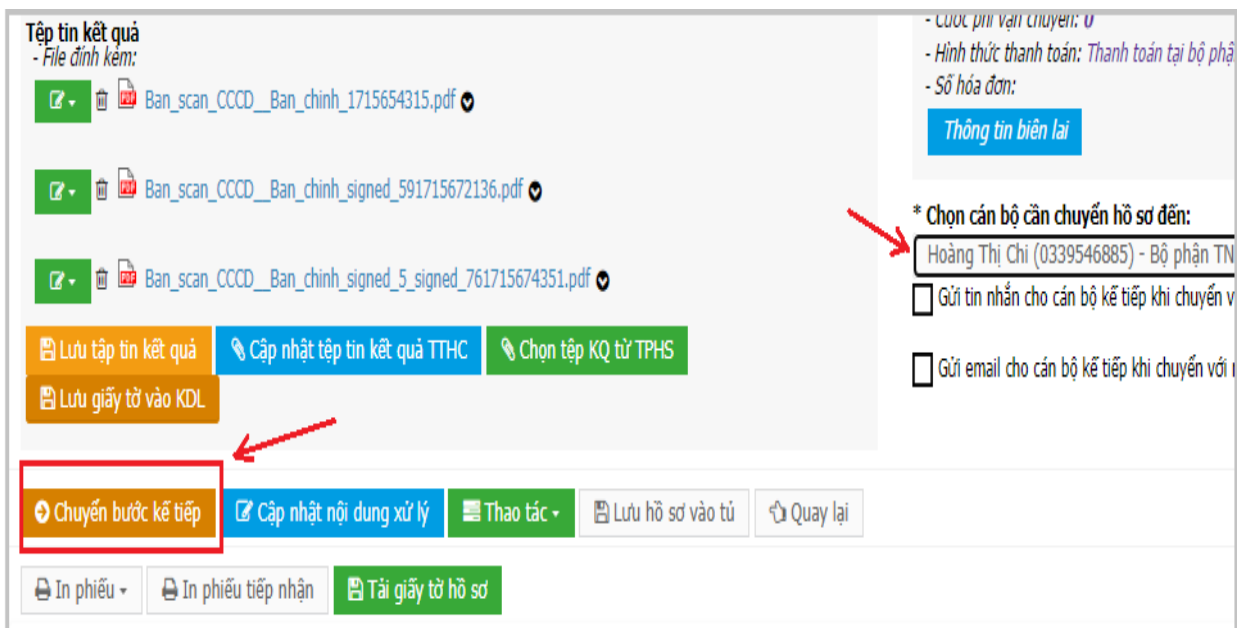 Tệp tin kết quả
- File đính kèm:
Ban_scan_CCCD__Ban_chinh_1715654315.pdf
Ban_scan_CCCD__Ban_chinh_signed_591715672136.pdf
Ban_scan_CCCD__Ban_chinh_signed_5_signed_761715674351.pdf
Lưu tập tin kết quả
Cập nhật tệp tin kết quả TTHC
Chọn tệp KQ từ TPHS
Lưu giấy tờ vào KDL
- Cước phí vận chuyển: 0
- Hình thức thanh toán: Thanh toán tại bộ phậ
- Số hóa đơn:
Thông tin biên lai
* Chọn cán bộ cần chuyển hồ sơ đến:
Hoàng Thị Chi (0339546885) - Bộ phận TN
Gửi tin nhắn cho cán bộ kế tiếp khi chuyển v
Gửi email cho cán bộ kế tiếp khi chuyển với
Chuyển bước kế tiếp
Cập nhật nội dung xử lý
Thao tác
Lưu hồ sơ vào tủ
Quay lại
In phiếu
In phiếu tiếp nhận
Tải giấy tờ hồ sơ